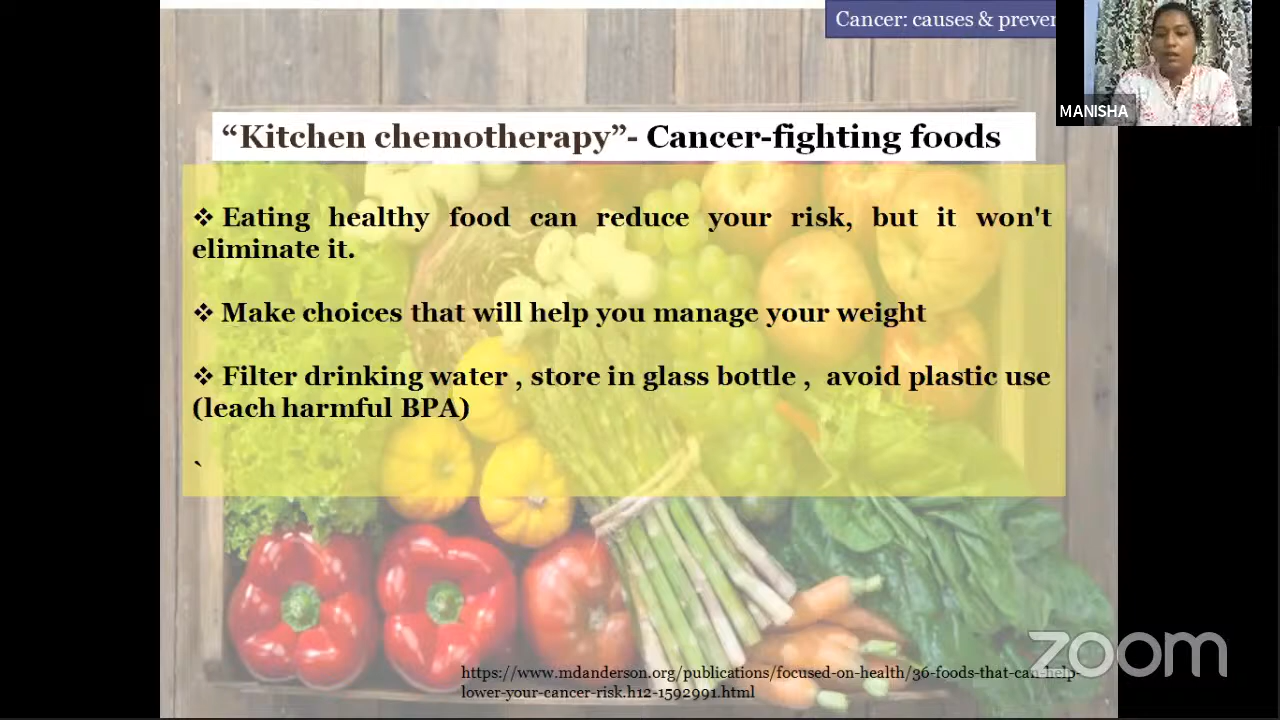 Cancer: causes & preven
MANISHA
“Kitchen chemotherapy”- Cancer-fighting foods
❖ Eating healthy food can reduce your risk, but it won't
eliminate it.
❖ Make choices that will help you manage your weight
❖ Filter drinking water , store in glass bottle , avoid plastic use
(leach harmful BPA)
`
https://www.mdanderson.org/publications/focused-on-health/36-foods-that-can-help-
lower-your-cancer-risk.h12-1592991.html
zoom